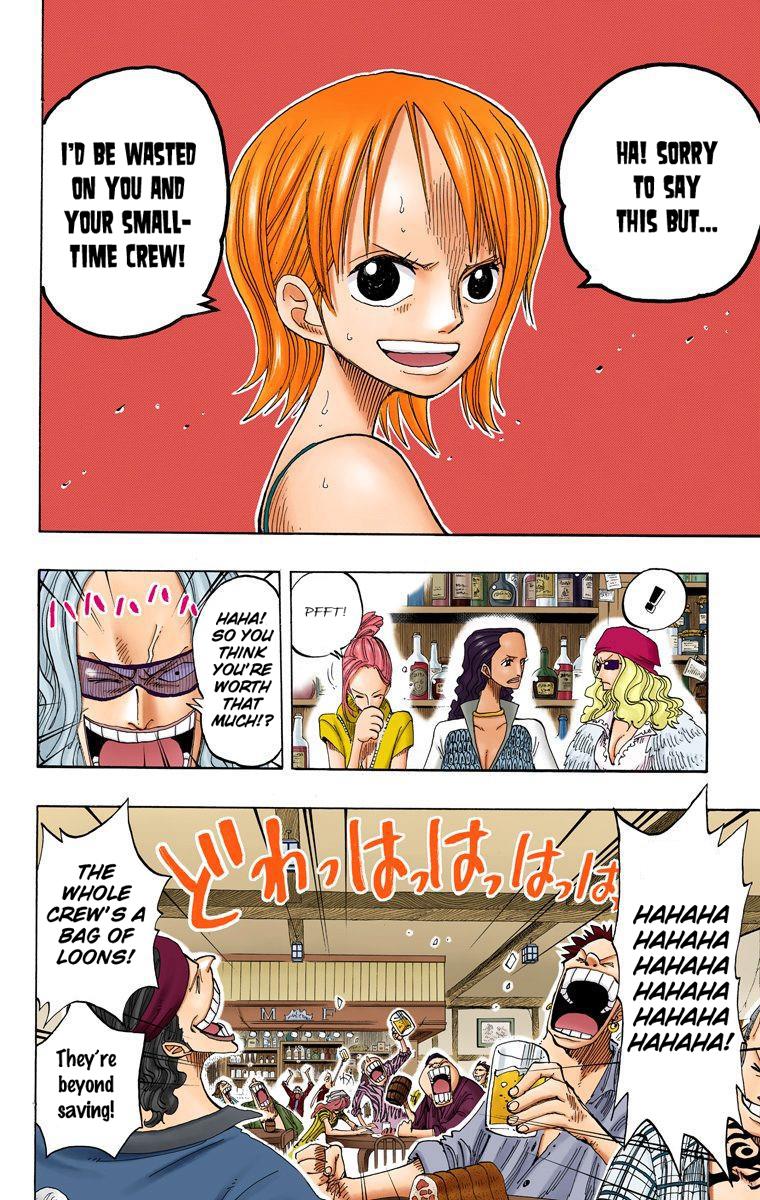 HA! SORRY
TO SAY
THIS BUT...
I'D BE WASTED
ON YOU AND
YOUR SMALL-
TIME CREW!
!
PFFT!
HAHA!
SO YOU
THINK
YOU'RE
WORTH
THAT
MUCH!?
ハハハハハ
HAHAHA
HAHAHA
HAHAHA
HAHAHA
HAHAHA
HAHAHA!
どわっはっはっはっは
THE
WHOLE
CREW'S A
BAG OF
LOONS!
They're
beyond
saving!
M F